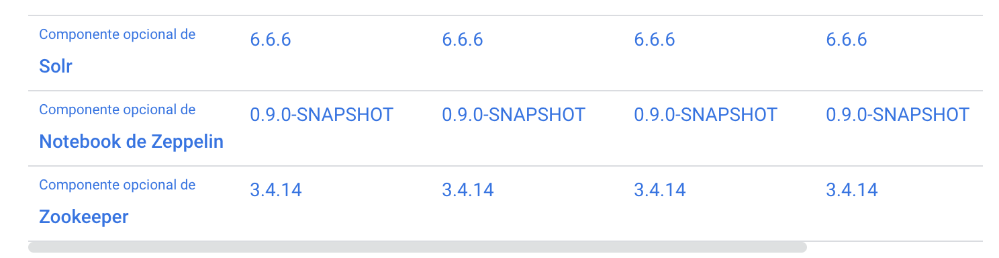 Componente opcional de 6.6.6 6.6.6 6.6.6 6.6.6
Solr
Componente opcional de 0.9.0-SNAPSHOT 0.9.0-SNAPSHOT 0.9.0-SNAPSHOT 0.9.0-SNAPSHOT
Notebook de Zeppelin
Componente opcional de 3.4.14 3.4.14 3.4.14 3.4.14
Zookeeper